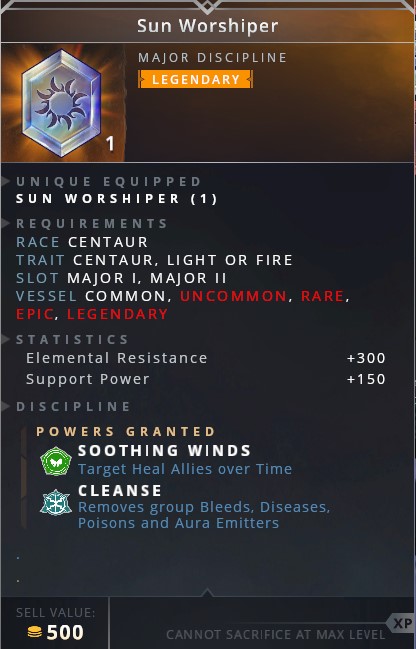 Sun Worshiper
MAJOR DISCIPLINE
LEGENDARY
1
UNIQUE EQUIPPED
SUN WORSHIPER (1)
REQUIREMENTS
RACE CENTAUR
TRAIT CENTAUR, LIGHT OR FIRE
SLOT MAJOR I, MAJOR II
VESSEL COMMON, UNCOMMON, RARE,
EPIC, LEGENDARY
STATISTICS
Elemental Resistance +300
Support Power +150
DISCIPLINE
POWERS GRANTED
SOOTHING WINDS
Target Heal Allies over Time
CLEANSE
Removes group Bleeds, Diseases,
Poisons and Aura Emitters
.
.
SELL VALUE:
500
XP
CANNOT SACRIFICE AT MAX LEVEL